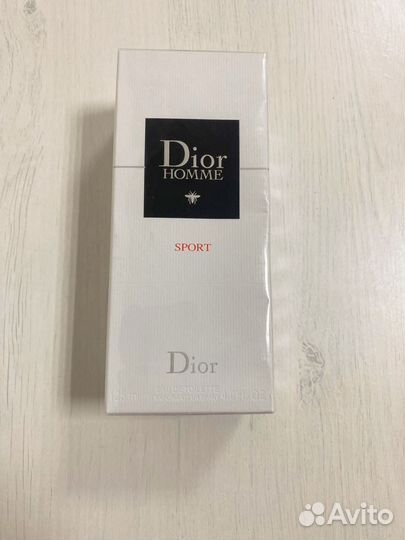 Dior
HOMME
SPORT
Dior
EAU DE TOILETTE
Avito